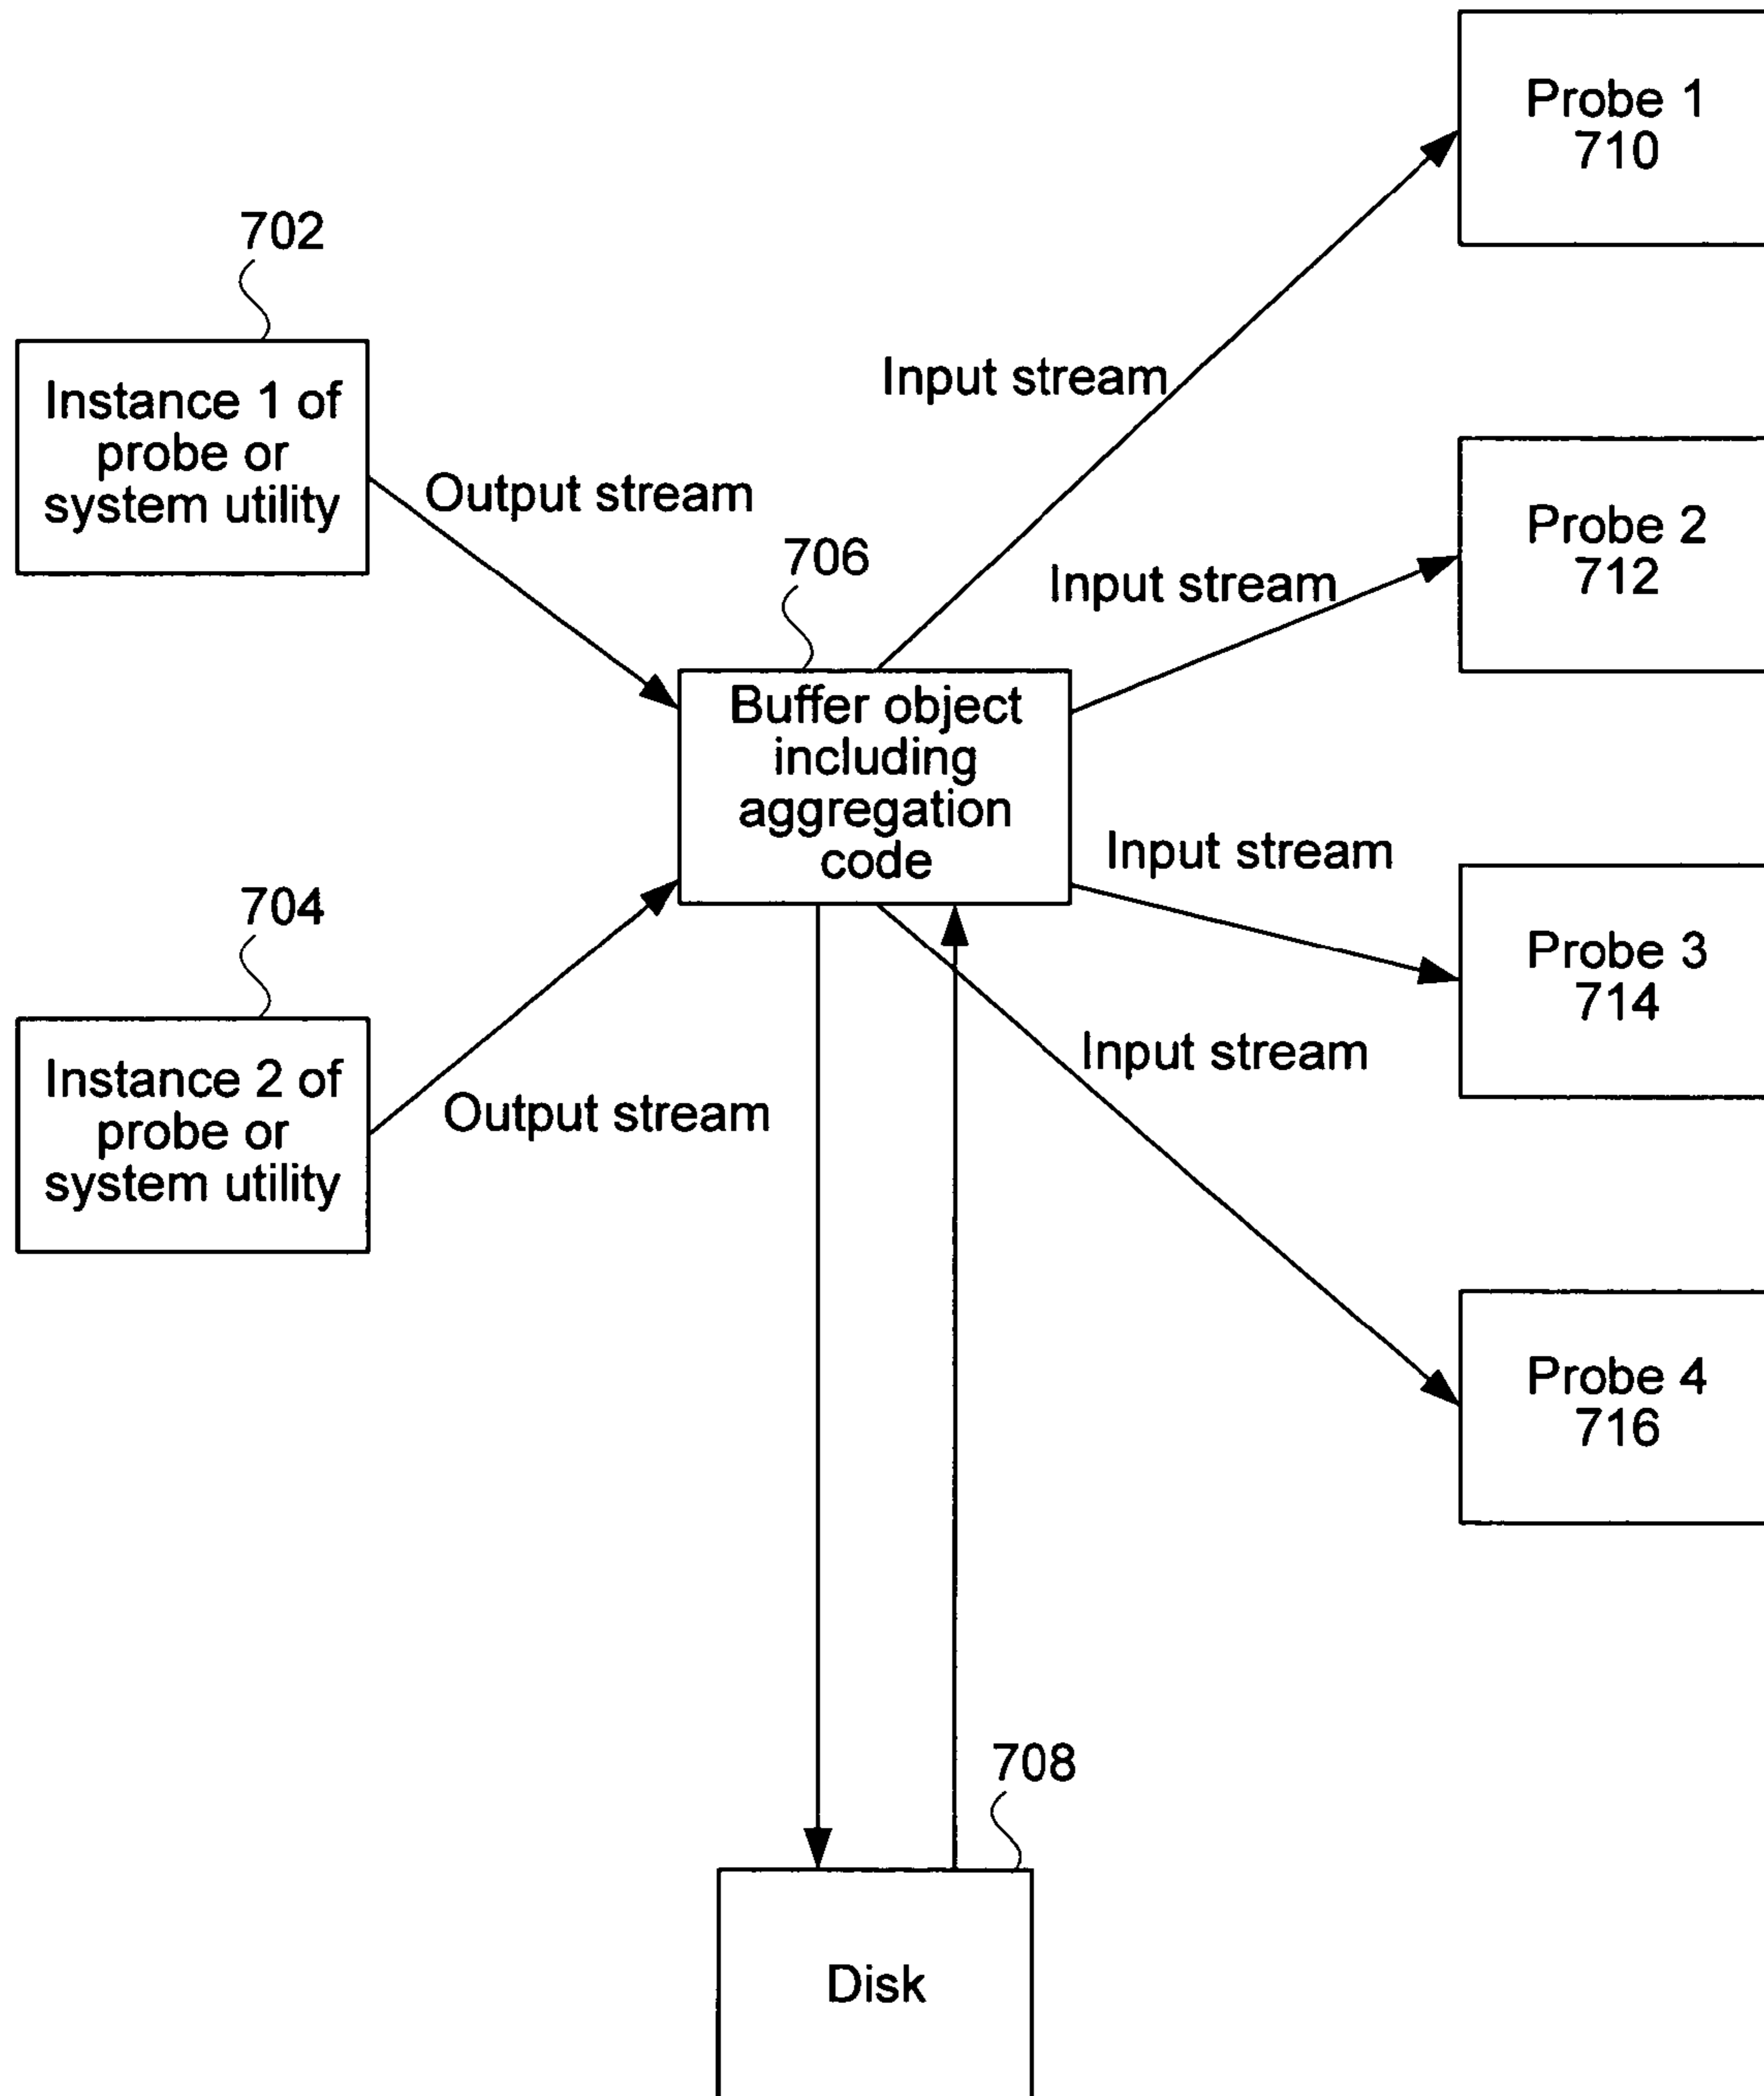 Probe 1
710
702
Instance 1 of
probe or
system utility
Output stream
Input stream
Probe 2
712
Input stream
706
Buffer object
including
aggregation
code
Input stream
Probe 3
714
704
Instance 2 of
probe or
system utility
Output stream
Input stream
Probe 4
716
708
Disk